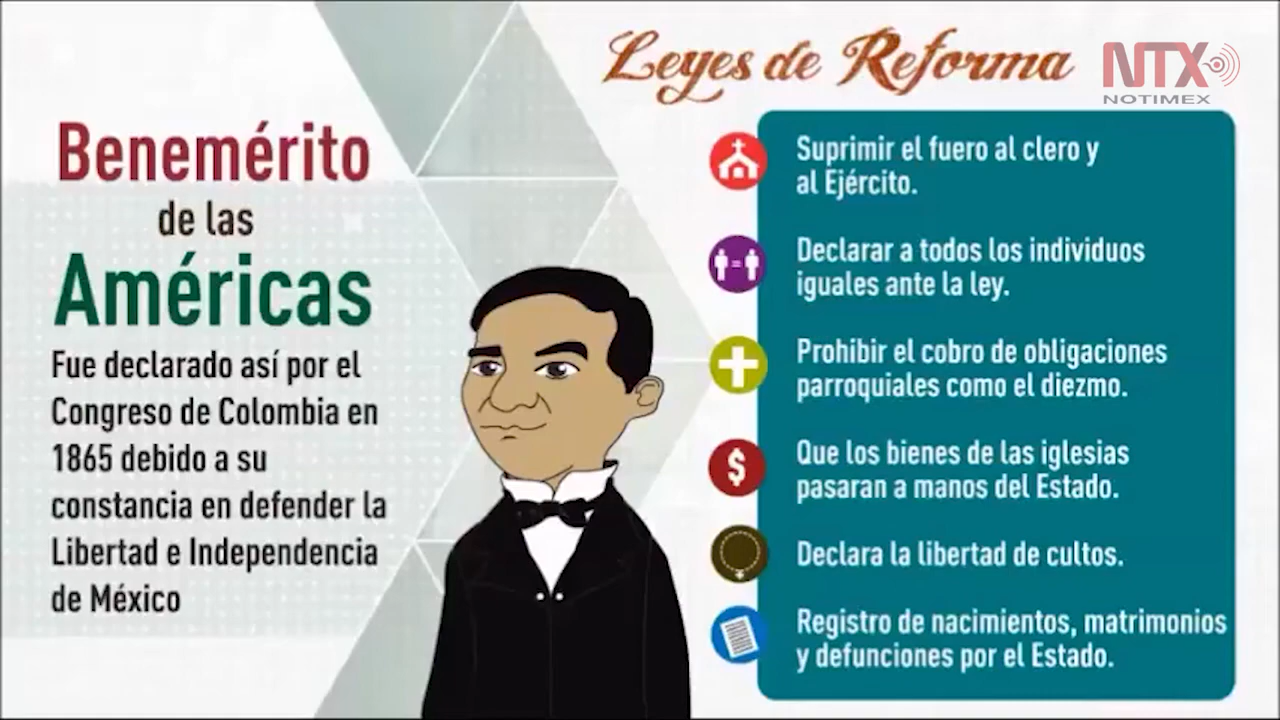 Leyes de Reforma
NTX
NOTIMEX
Benemérito
de las
Américas
Fue declarado así por el
Congreso de Colombia en
1865 debido a su
constancia en defender la
Libertad e Independencia
de México
Suprimir el fuero al clero y
al Ejército.
Declarar a todos los individuos
iguales ante la ley.
Prohibir el cobro de obligaciones
parroquiales como el diezmo.
$
Que los bienes de las iglesias
pasaran a manos del Estado.
Declara la libertad de cultos.
Registro de nacimientos, matrimonios
y defunciones por el Estado.